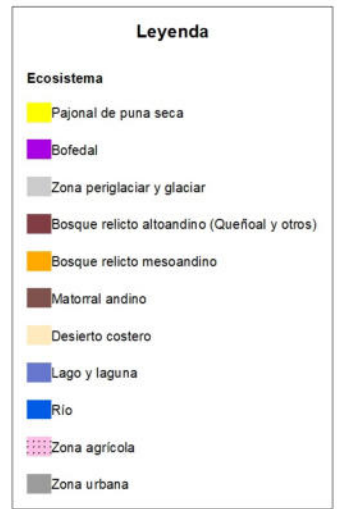 Leyenda
Ecosistema
Pajonal de puna seca
Bofedal
Zona periglaciar y glaciar
Bosque relicto altoandino (Queñoal y otros)
Bosque relicto mesoandino
Matorral andino
Desierto costero
Lago y laguna
Río
Zona agrícola
Zona urbana